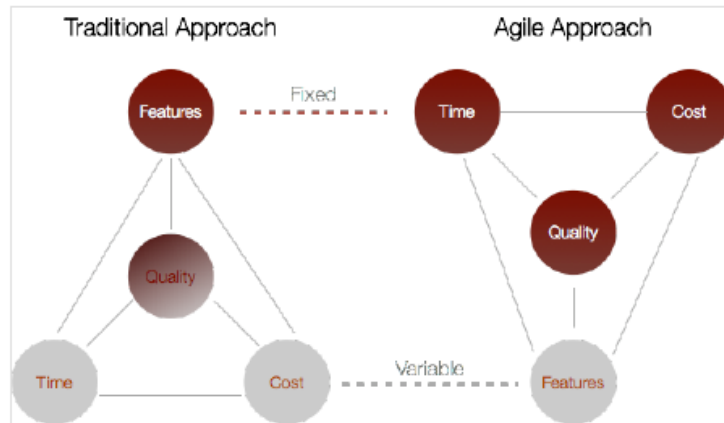 Traditional Approach
Agile Approach
Features
Fixed
Time
Cost
Quality
Quality
Time
Cost
Variable
Features